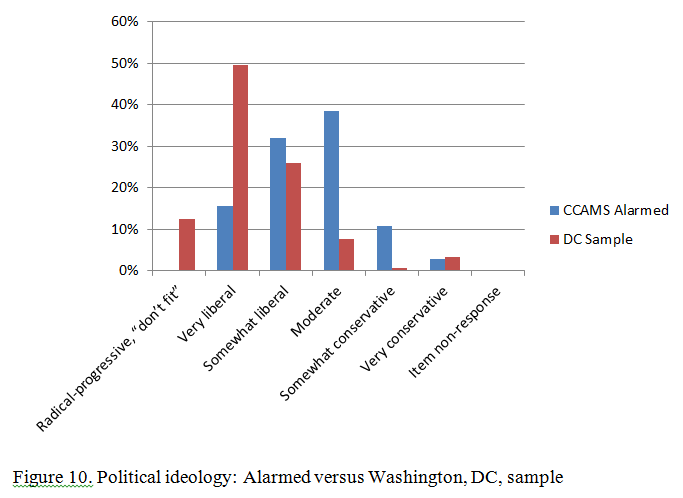 60%
50%
40%
30%
20%
10%
0%
Radical-progressive, “don’t fit”
Very liberal
Somewhat liberal
Moderate
Somewhat conservative
Very conservative
Item non-response
CCAMS Alarmed
DC Sample
Figure 10. Political ideology: Alarmed versus Washington, DC, sample